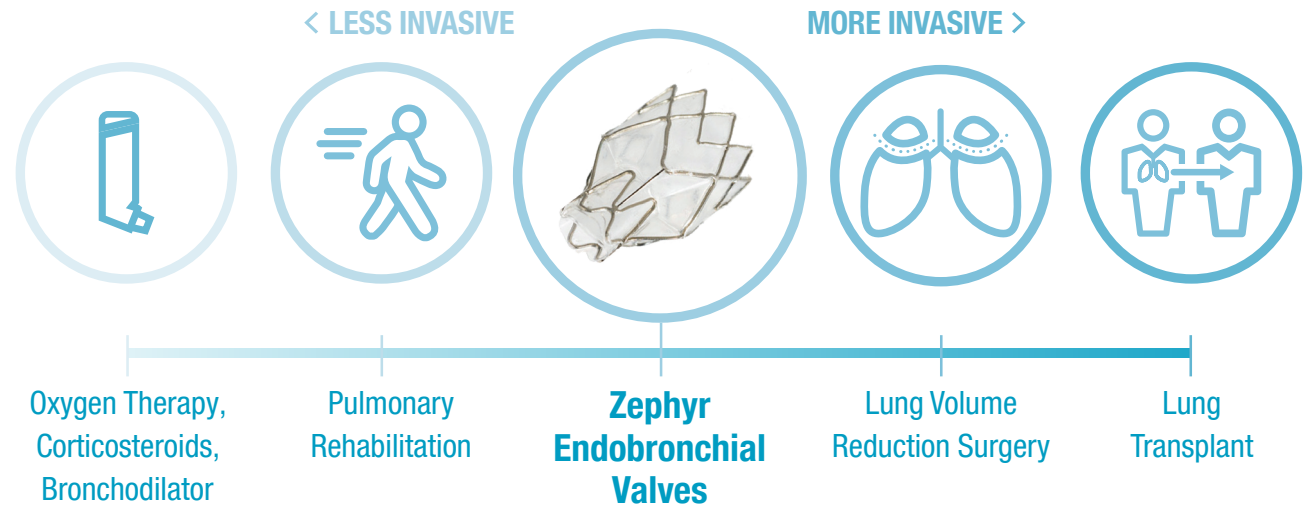 < LESS INVASIVE
MORE INVASIVE >
Oxygen Therapy,
Corticosteroids,
Bronchodilator
Pulmonary
Rehabilitation
Zephyr
Endobronchial
Valves
Lung Volume
Reduction Surgery
Lung
Transplant